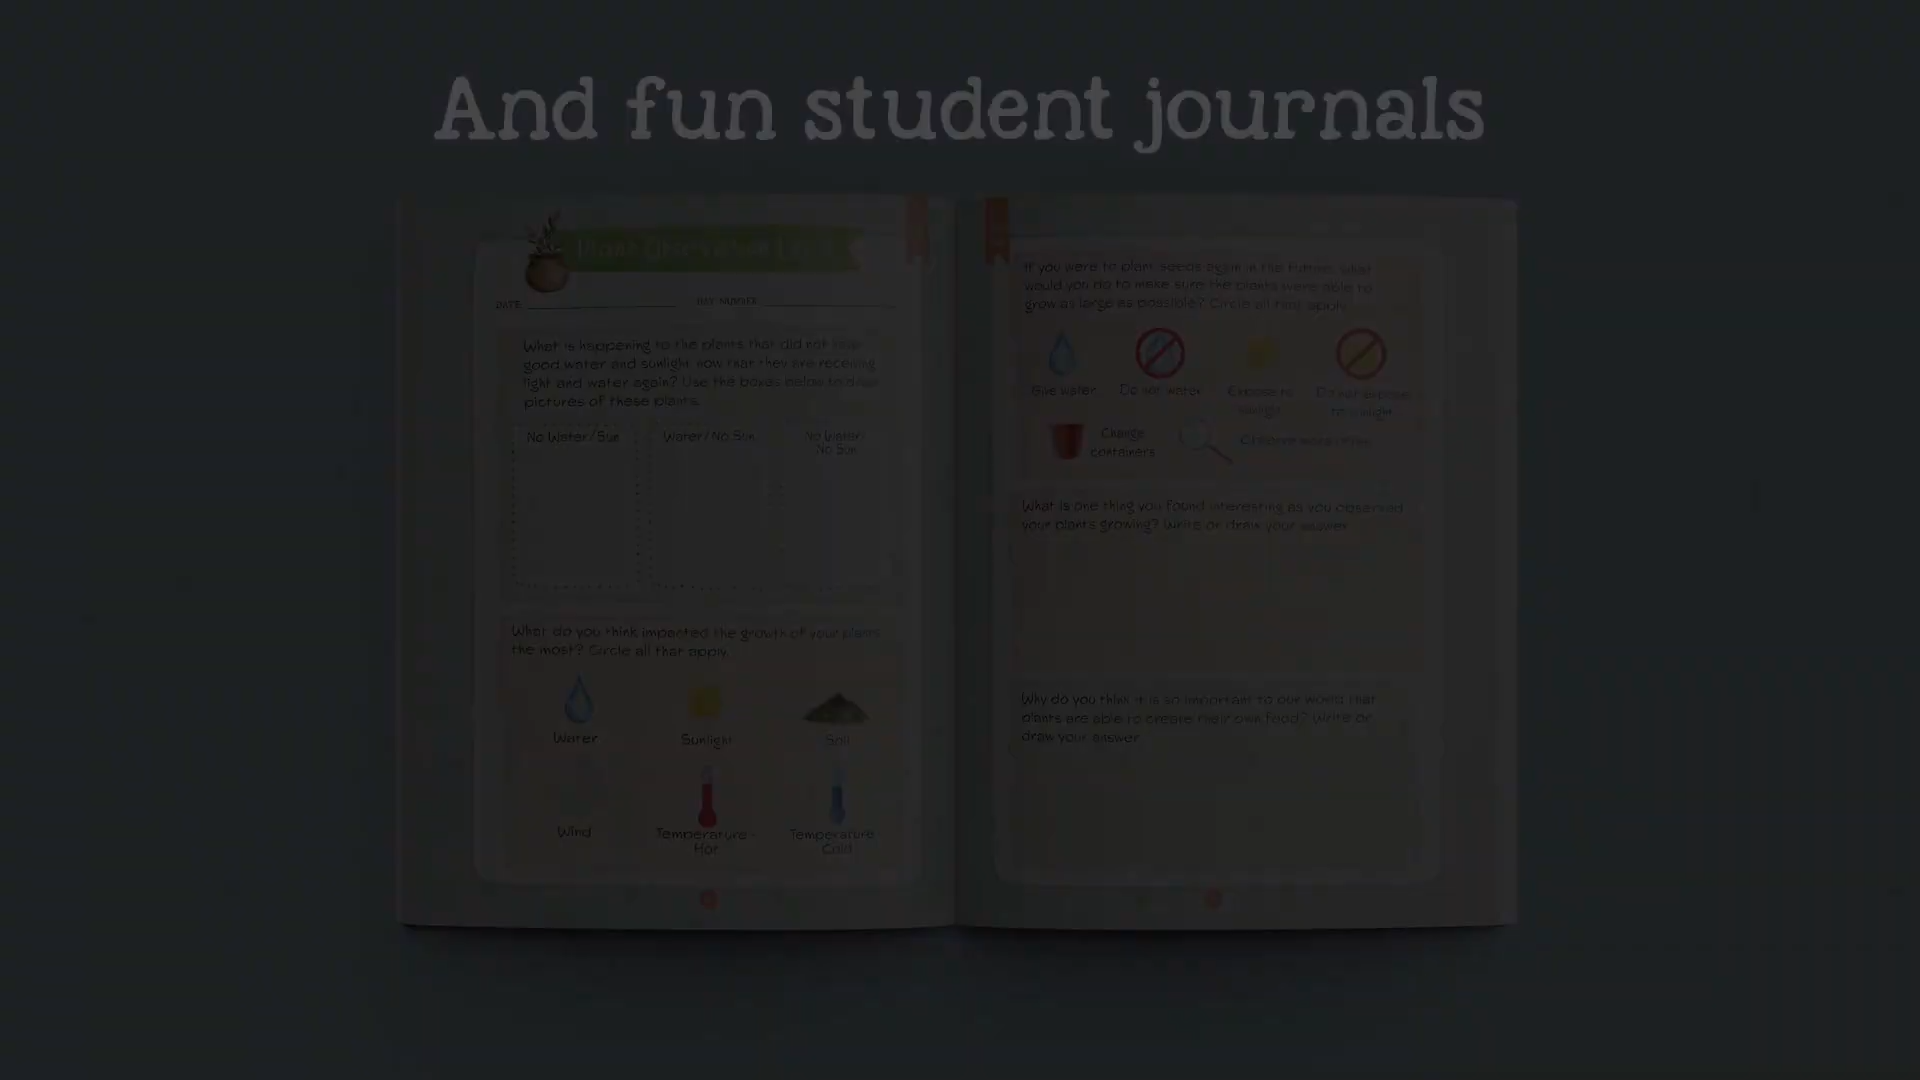 And fun student journals
DATE
DAY NUMBER
What is happening to the plants that did not have
good water and sunlight now that they are receiving
light and water again? Use the boxes below to draw
pictures of these plants.
No Water/Sun
Water/No Sun
No Water/
No Sun
What do you think impacted the growth of your plants
the most? Circle all that apply.
Water
Sunlight
Soil
Wind
Temperature -
Hot
Temperature -
Cold
If you were to plant seeds again in the future, what
would you do to make sure the plants were able to
grow as large as possible? Circle all that apply.
Give water
Do not water
Expose to
sunlight
Do not expose
to sunlight
Change
containers
Observe more often
What is one thing you found interesting as you observed
your plants growing? Write or draw your answer.
Why do you think it is so important to our world that
plants are able to create their own food? Write or
draw your answer.